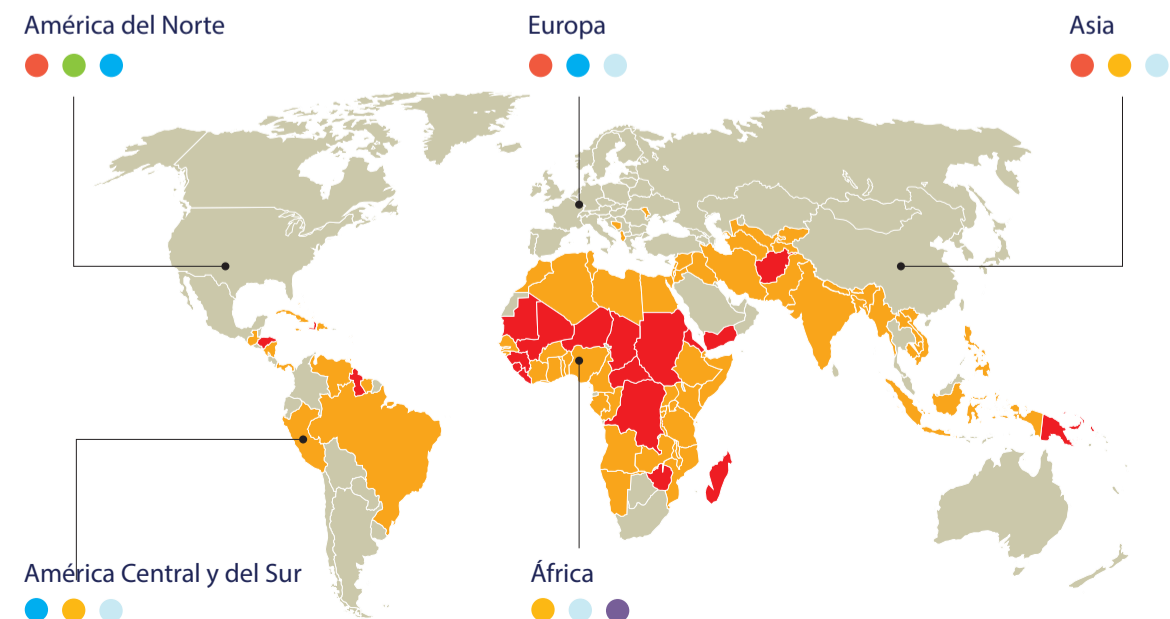 América del Norte
Europa
Asia
América Central y del Sur
África